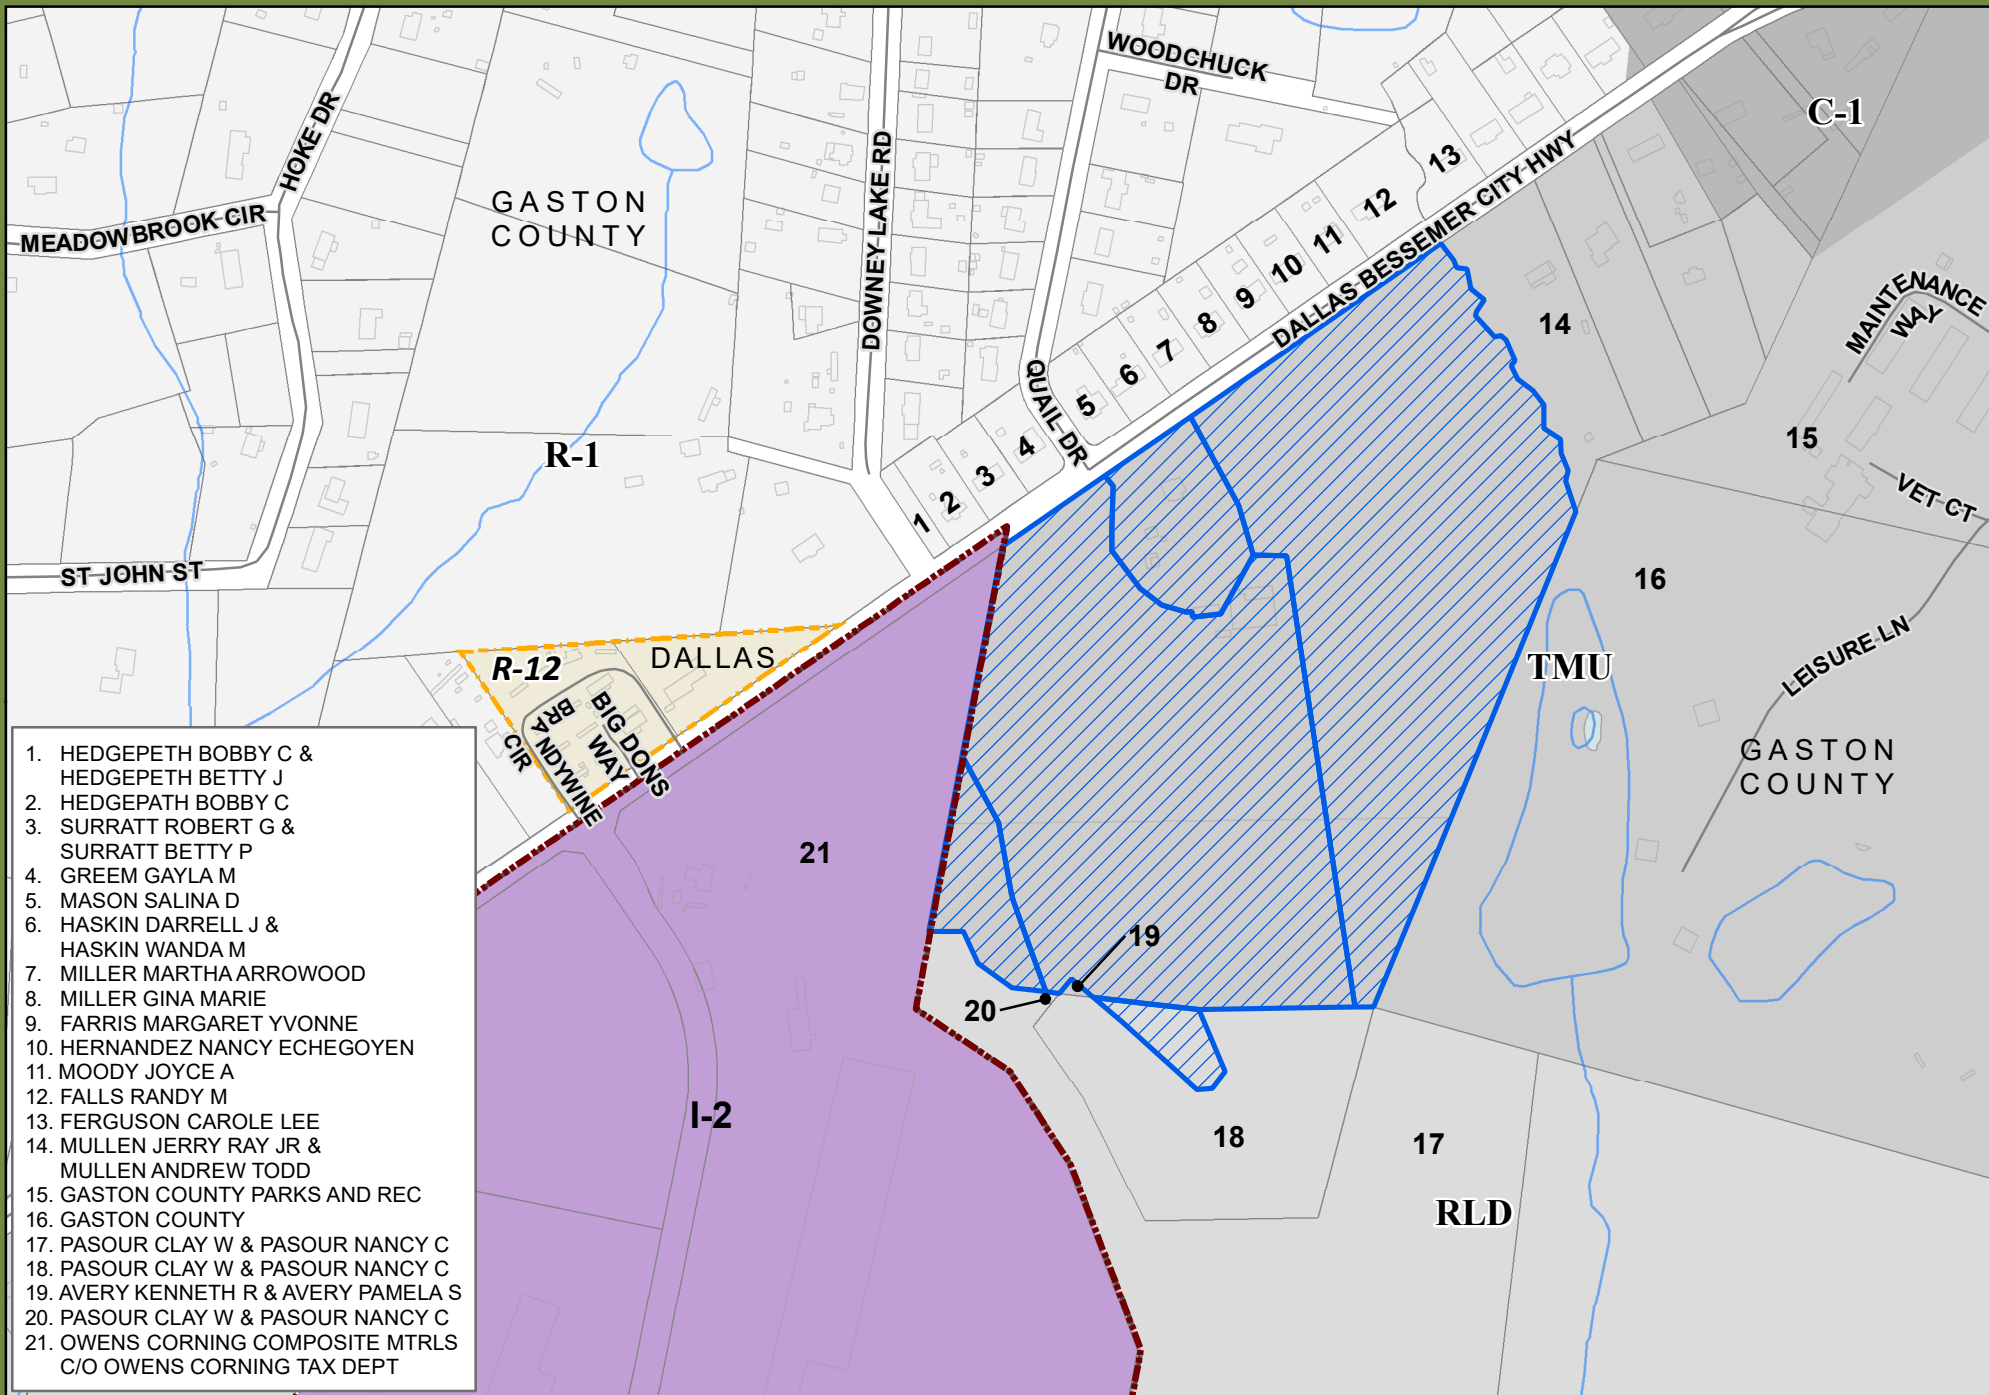 WOODCHUCK
DR
C-1
HOKE DR
DOWNEY LAKE RD
13
GASTON
COUNTY
12
MEADOWBROOK CIR
11
DALLAS BESSEMER CITY HWY
10
9
MAINTENANCE
WAY
8
14
7
6
QUAIL DR
5
15
4
R-1
3
VET CT
2
1
ST JOHN ST
16
LEISURE LN
R-12
DALLAS
TMU
BRANDYWINE
CIR
BIG DONS
WAY
GASTON
COUNTY
21
19
20
I-2
18
17
RLD
1. HEDGEPETH BOBBY C &
HEDGEPETH BETTY J
2. HEDGEPATH BOBBY C
3. SURRATT ROBERT G &
SURRATT BETTY P
4. GREEM GAYLA M
5. MASON SALINA D
6. HASKIN DARRELL J &
HASKIN WANDA M
7. MILLER MARTHA ARROWOOD
8. MILLER GINA MARIE
9. FARRIS MARGARET YVONNE
10. HERNANDEZ NANCY ECHEGOYEN
11. MOODY JOYCE A
12. FALLS RANDY M
13. FERGUSON CAROLE LEE
14. MULLEN JERRY RAY JR &
MULLEN ANDREW TODD
15. GASTON COUNTY PARKS AND REC
16. GASTON COUNTY
17. PASOUR CLAY W & PASOUR NANCY C
18. PASOUR CLAY W & PASOUR NANCY C
19. AVERY KENNETH R & AVERY PAMELA S
20. PASOUR CLAY W & PASOUR NANCY C
21. OWENS CORNING COMPOSITE MTRLS
C/O OWENS CORNING TAX DEPT